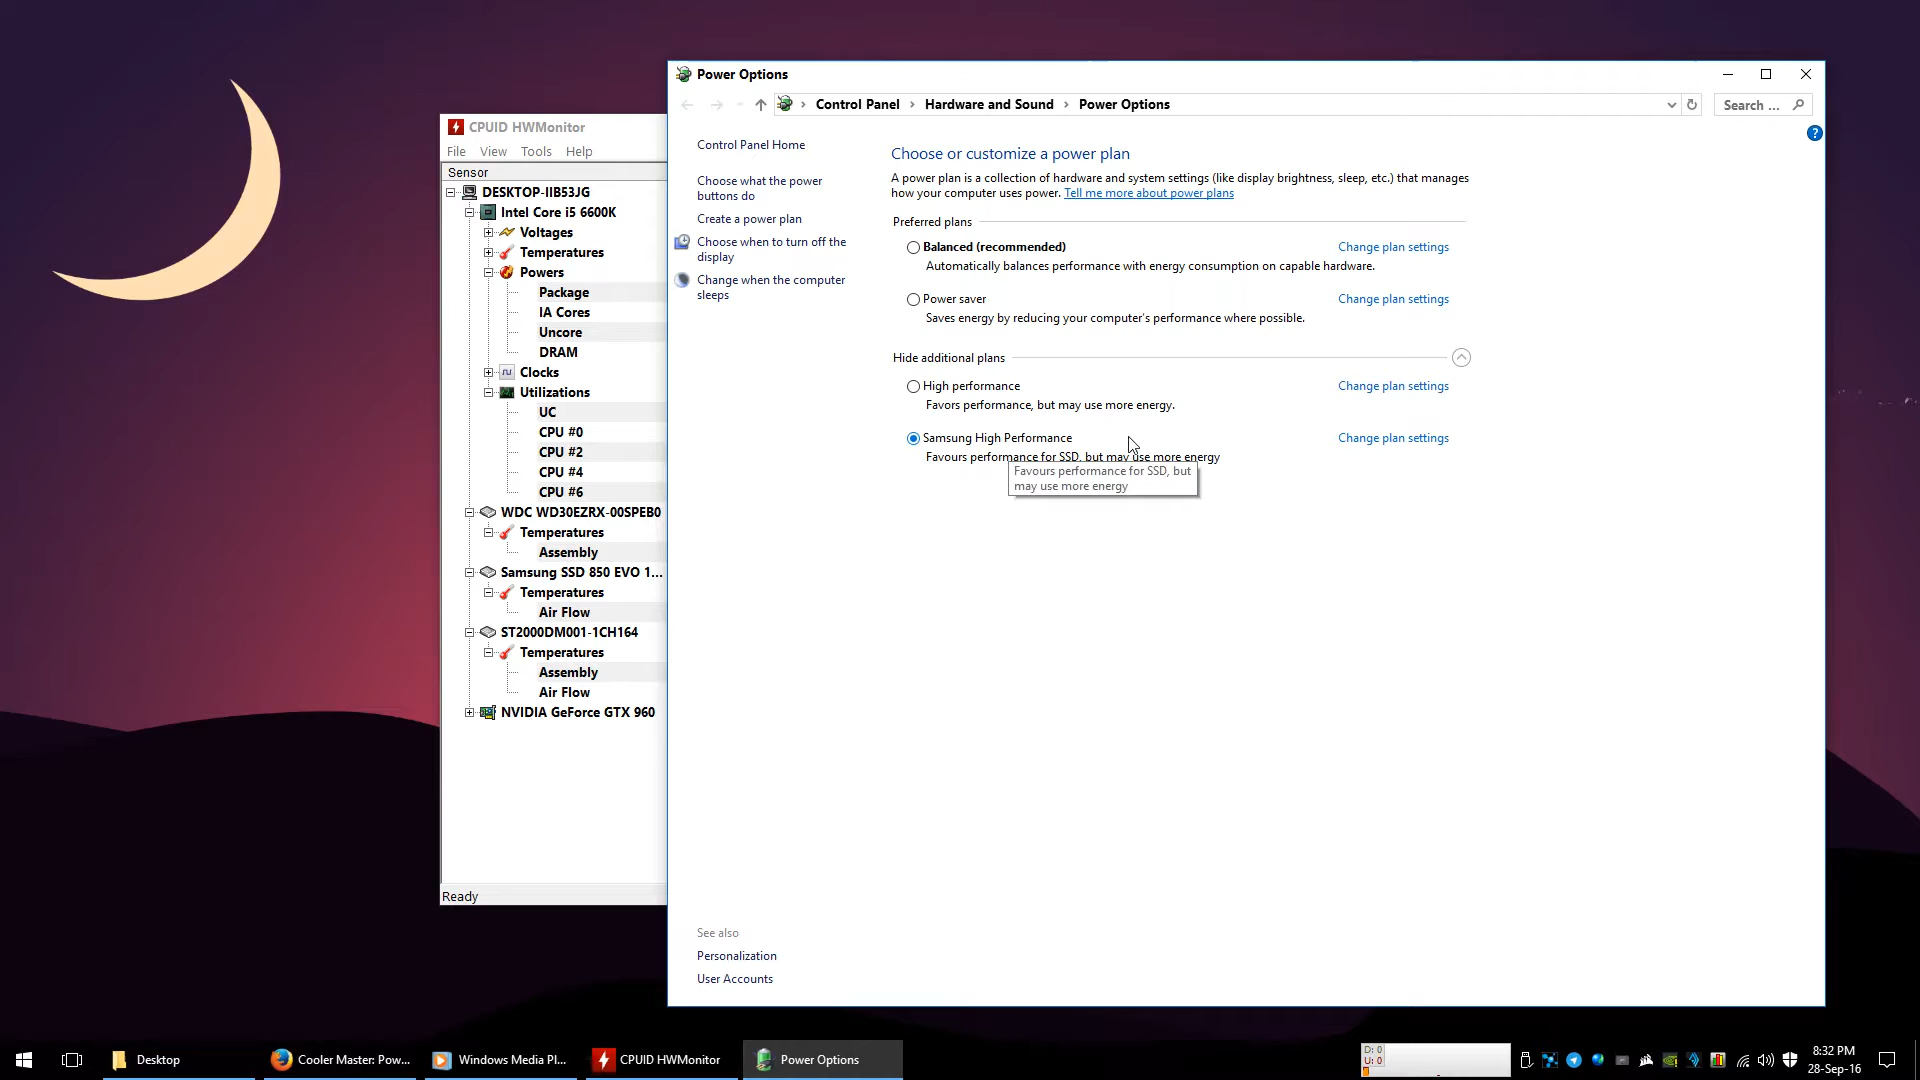 Power Options
Control Panel
Hardware and Sound
Power Options
Search ...
CPUID HWMonitor
File View Tools Help
Sensor
DESKTOP-IIB53JG
Intel Core i5 6600K
Voltages
Temperatures
Powers
Package
IA Cores
Uncore
DRAM
Clocks
Utilizations
UC
CPU #0
CPU #2
CPU #4
CPU #6
WDC WD30EZRX-00SPEB0
Temperatures
Assembly
Samsung SSD 850 EVO 1...
Temperatures
Air Flow
ST2000DM001-1CH164
Temperatures
Assembly
Air Flow
NVIDIA GeForce GTX 960
Ready
Control Panel Home
Choose what the power
buttons do
Create a power plan
Choose when to turn off the
display
Change when the computer
sleeps
See also
Personalization
User Accounts
Choose or customize a power plan
A power plan is a collection of hardware and system settings (like display brightness, sleep, etc.) that manages
how your computer uses power. Tell me more about power plans
Preferred plans
Balanced (recommended) Change plan settings
Automatically balances performance with energy consumption on capable hardware.
Power saver Change plan settings
Saves energy by reducing your computer's performance where possible.
Hide additional plans
High performance Change plan settings
Favors performance, but may use more energy.
Samsung High Performance Change plan settings
Favours performance for SSD, but may use more energy
Favours performance for SSD, but
may use more energy
Desktop
Cooler Master: Pow...
Windows Media Pl...
CPUID HWMonitor
Power Options
D: 0
U: 0
8:32 PM
28-Sep-16